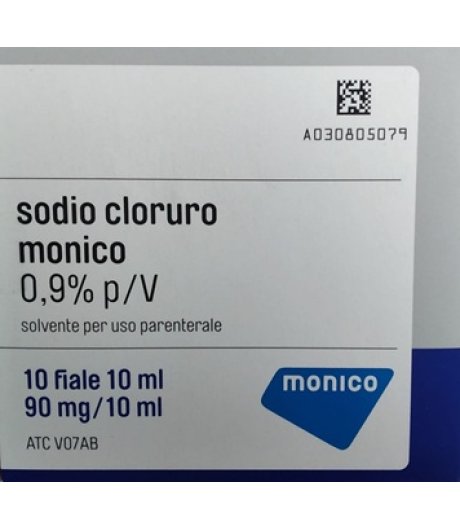 A030805079
sodio cloruro
monico
0,9% p/V
solvente per uso parenterale
10 fiale 10 ml
90 mg/10 ml
monico
ATC V07AB